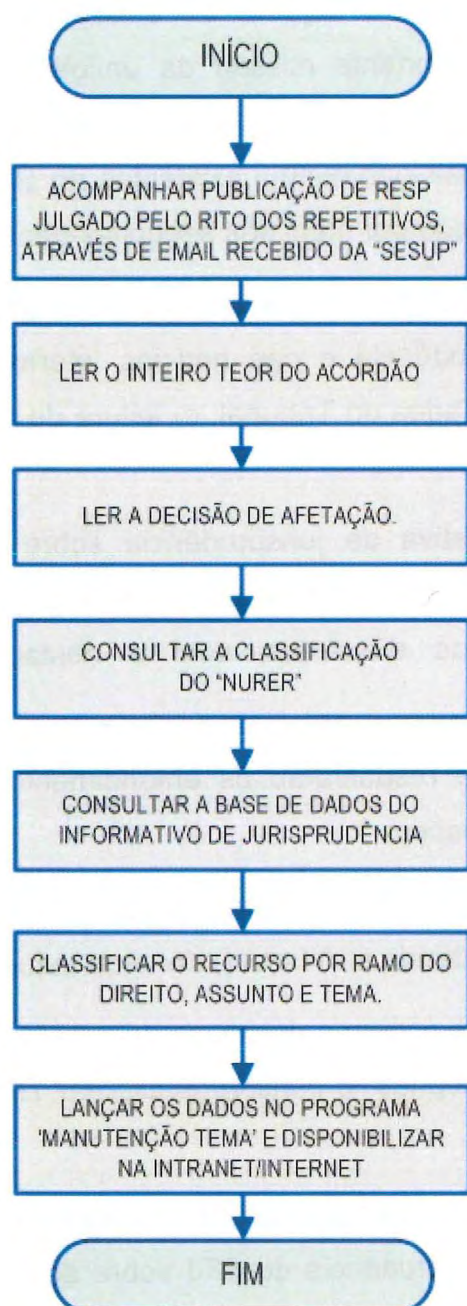 INÍCIO
ACOMPANHAR PUBLICAÇÃO DE RESP
JULGADO PELO RITO DOS REPETITIVOS,
ATRAVÉS DE EMAIL RECEBIDO DA "SESUP"
LER O INTEIRO TEOR DO ACÓRDÃO
LER A DECISÃO DE AFETAÇÃO.
CONSULTAR A CLASSIFICAÇÃO
DO "NURER"
CONSULTAR A BASE DE DADOS DO
INFORMATIVO DE JURISPRUDÊNCIA
CLASSIFICAR O RECURSO POR RAMO DO
DIREITO, ASSUNTO E TEMA.
LANÇAR OS DADOS NO PROGRAMA
'MANUTENÇÃO TEMA' E DISPONIBILIZAR
NA INTRANET/INTERNET
FIM